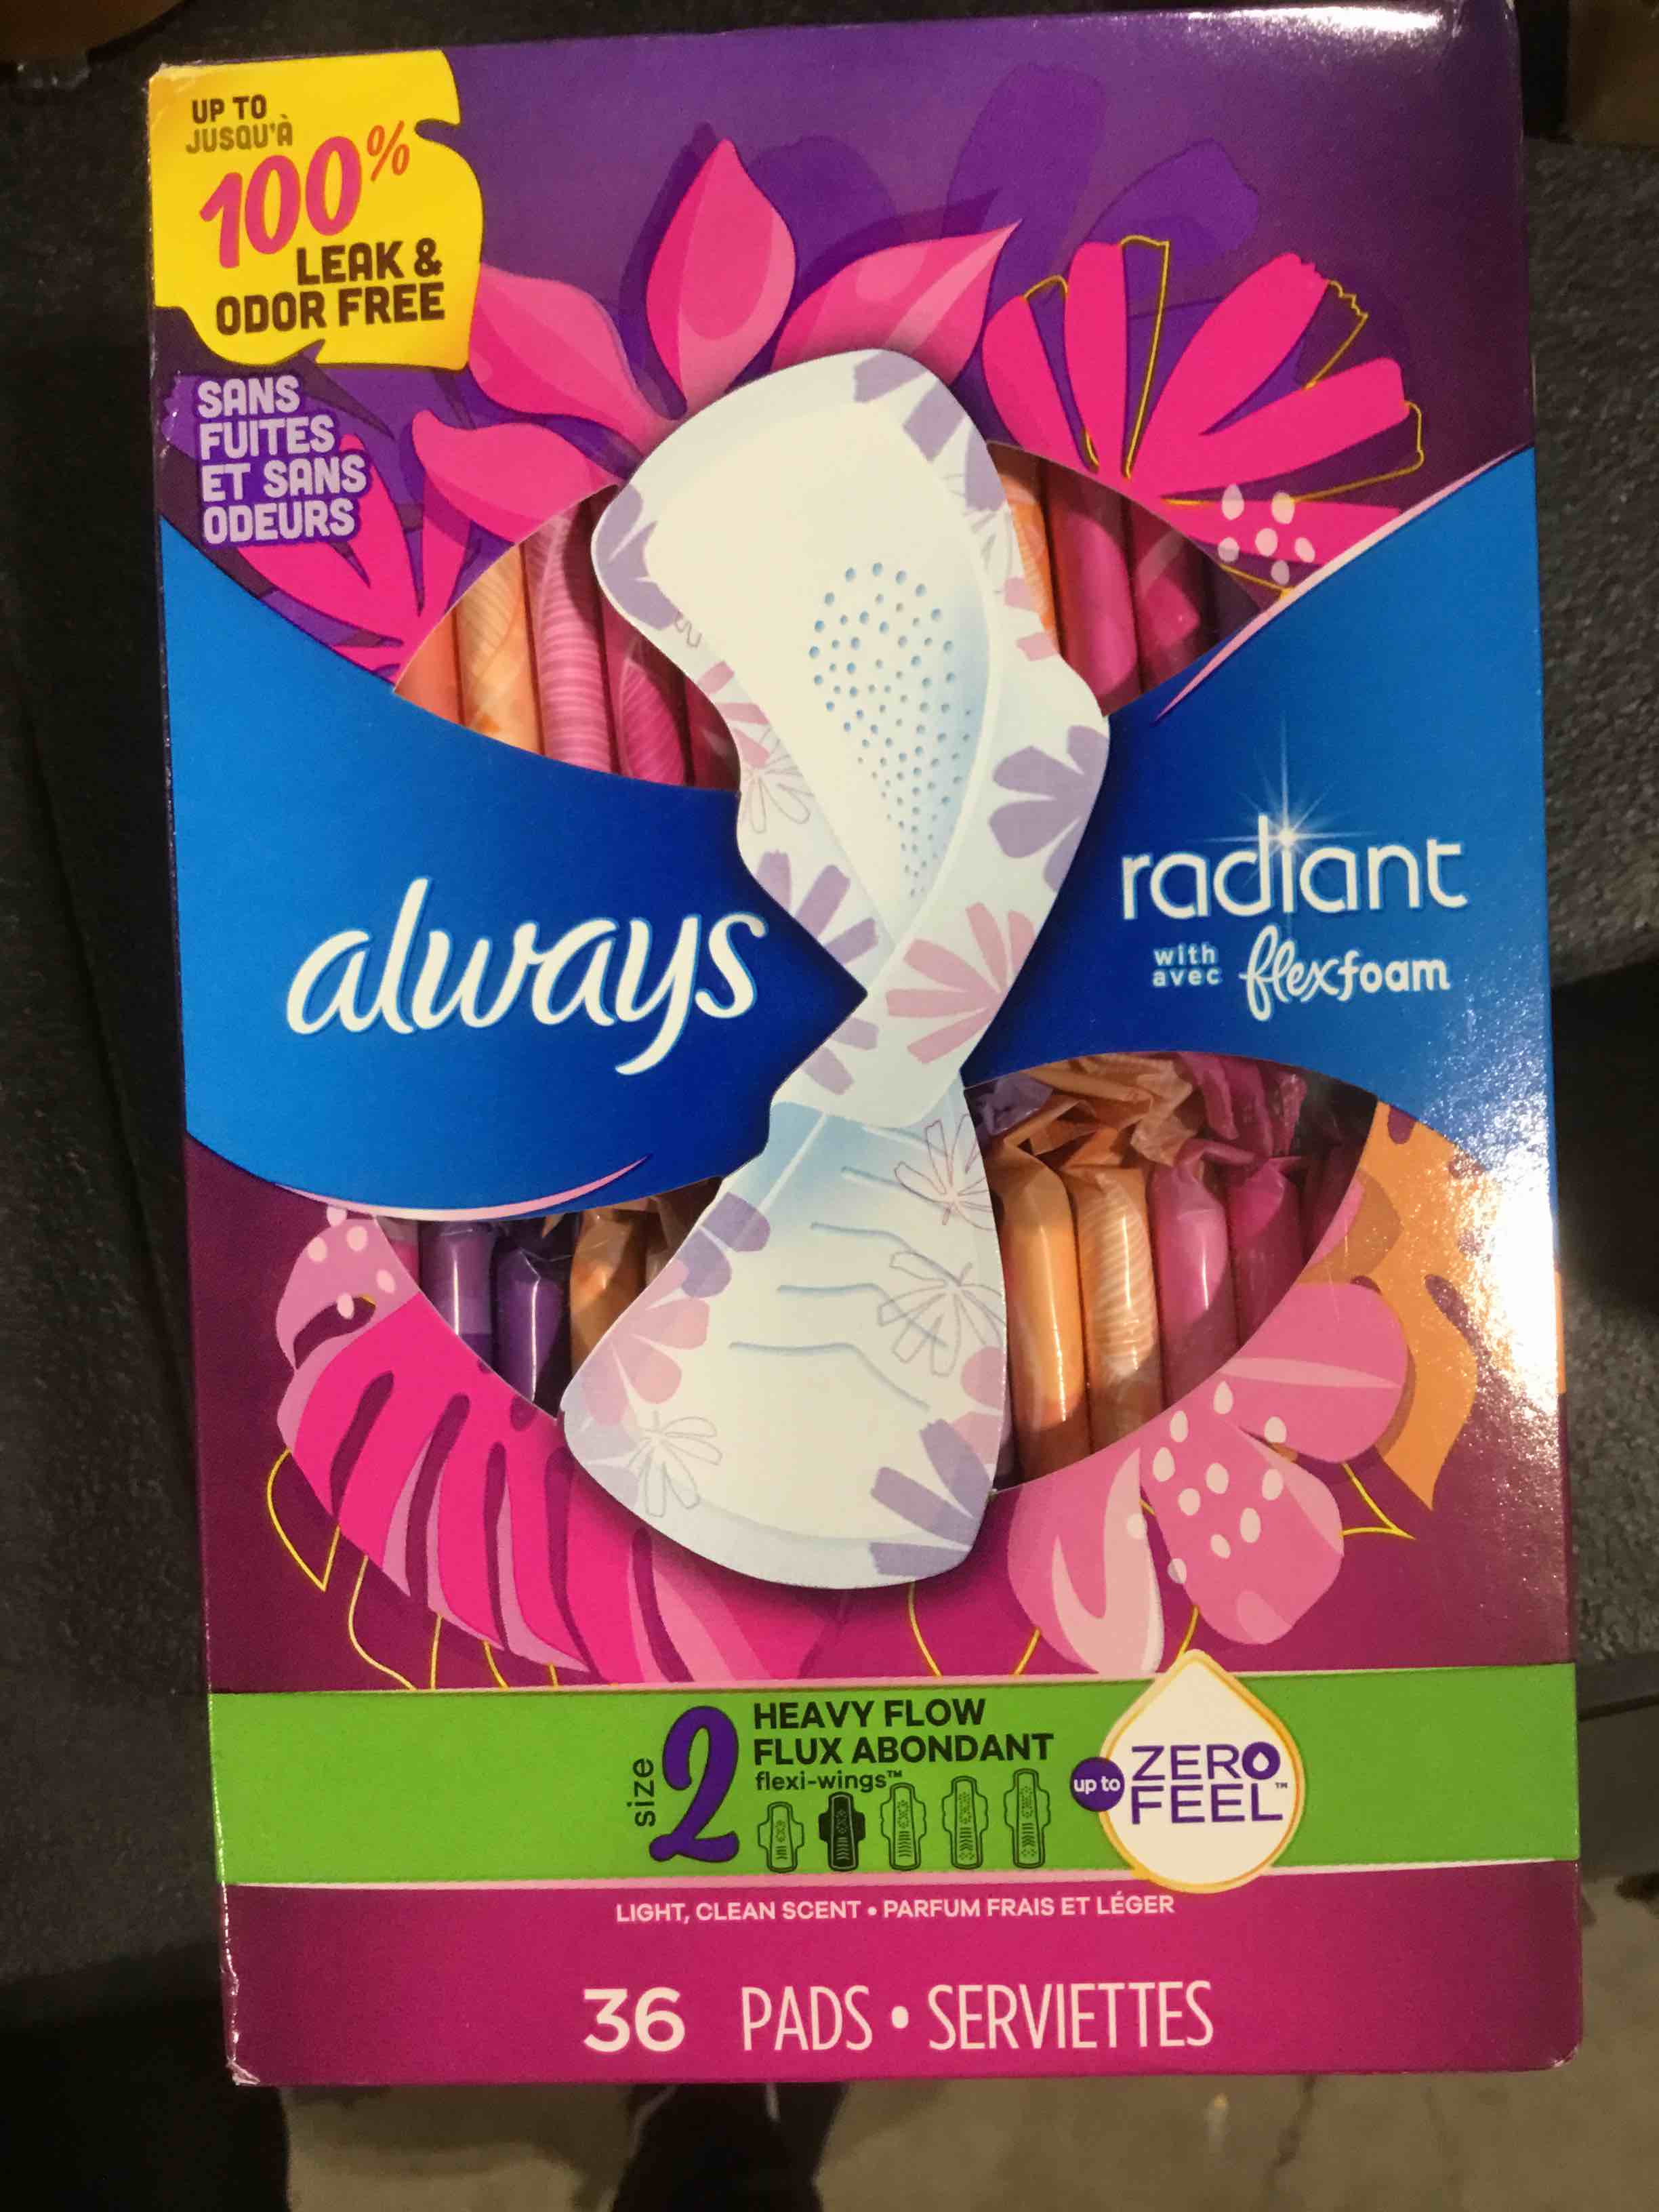 UP TO
JUSQU'À
100%
LEAK &
ODOR FREE
SANS
FUITES
ET SANS
ODEURS
always
radiant
with
avec
flexfoam
size
2
HEAVY FLOW
FLUX ABONDANT
flexi-wings™
up to
ZERO
FEEL™
LIGHT, CLEAN SCENT • PARFUM FRAIS ET LÉGER
36 PADS • SERVIETTES